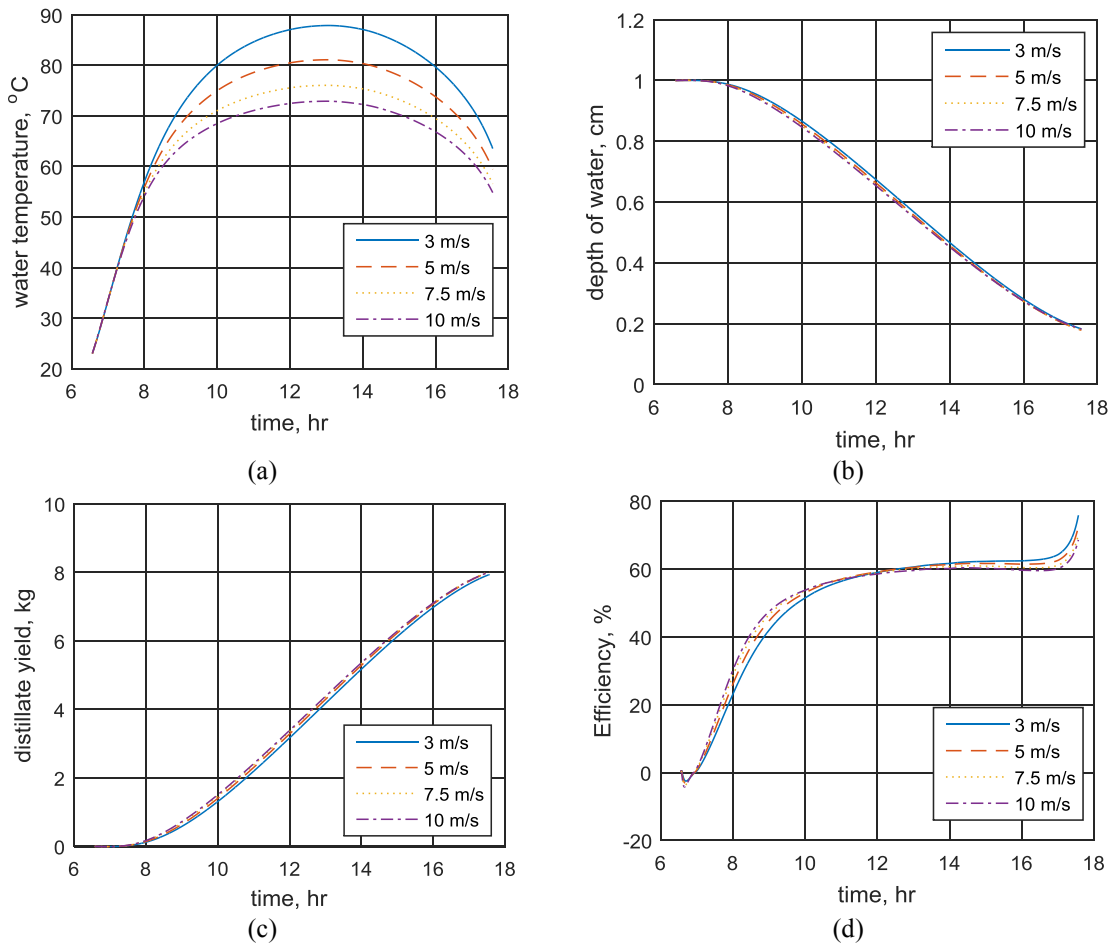 90
80
70
60
50
40
30
20
6
8
10
12
14
16
18
water temperature, °C
time, hr
3 m/s
5 m/s
7.5 m/s
10 m/s
(a)
1.2
1
0.8
0.6
0.4
0.2
0
6
8
10
12
14
16
18
depth of water, cm
time, hr
3 m/s
5 m/s
7.5 m/s
10 m/s
(b)
10
8
6
4
2
0
6
8
10
12
14
16
18
distillate yield, kg
time, hr
3 m/s
5 m/s
7.5 m/s
10 m/s
(c)
80
60
40
20
0
-20
6
8
10
12
14
16
18
Efficiency, %
time, hr
3 m/s
5 m/s
7.5 m/s
10 m/s
(d)